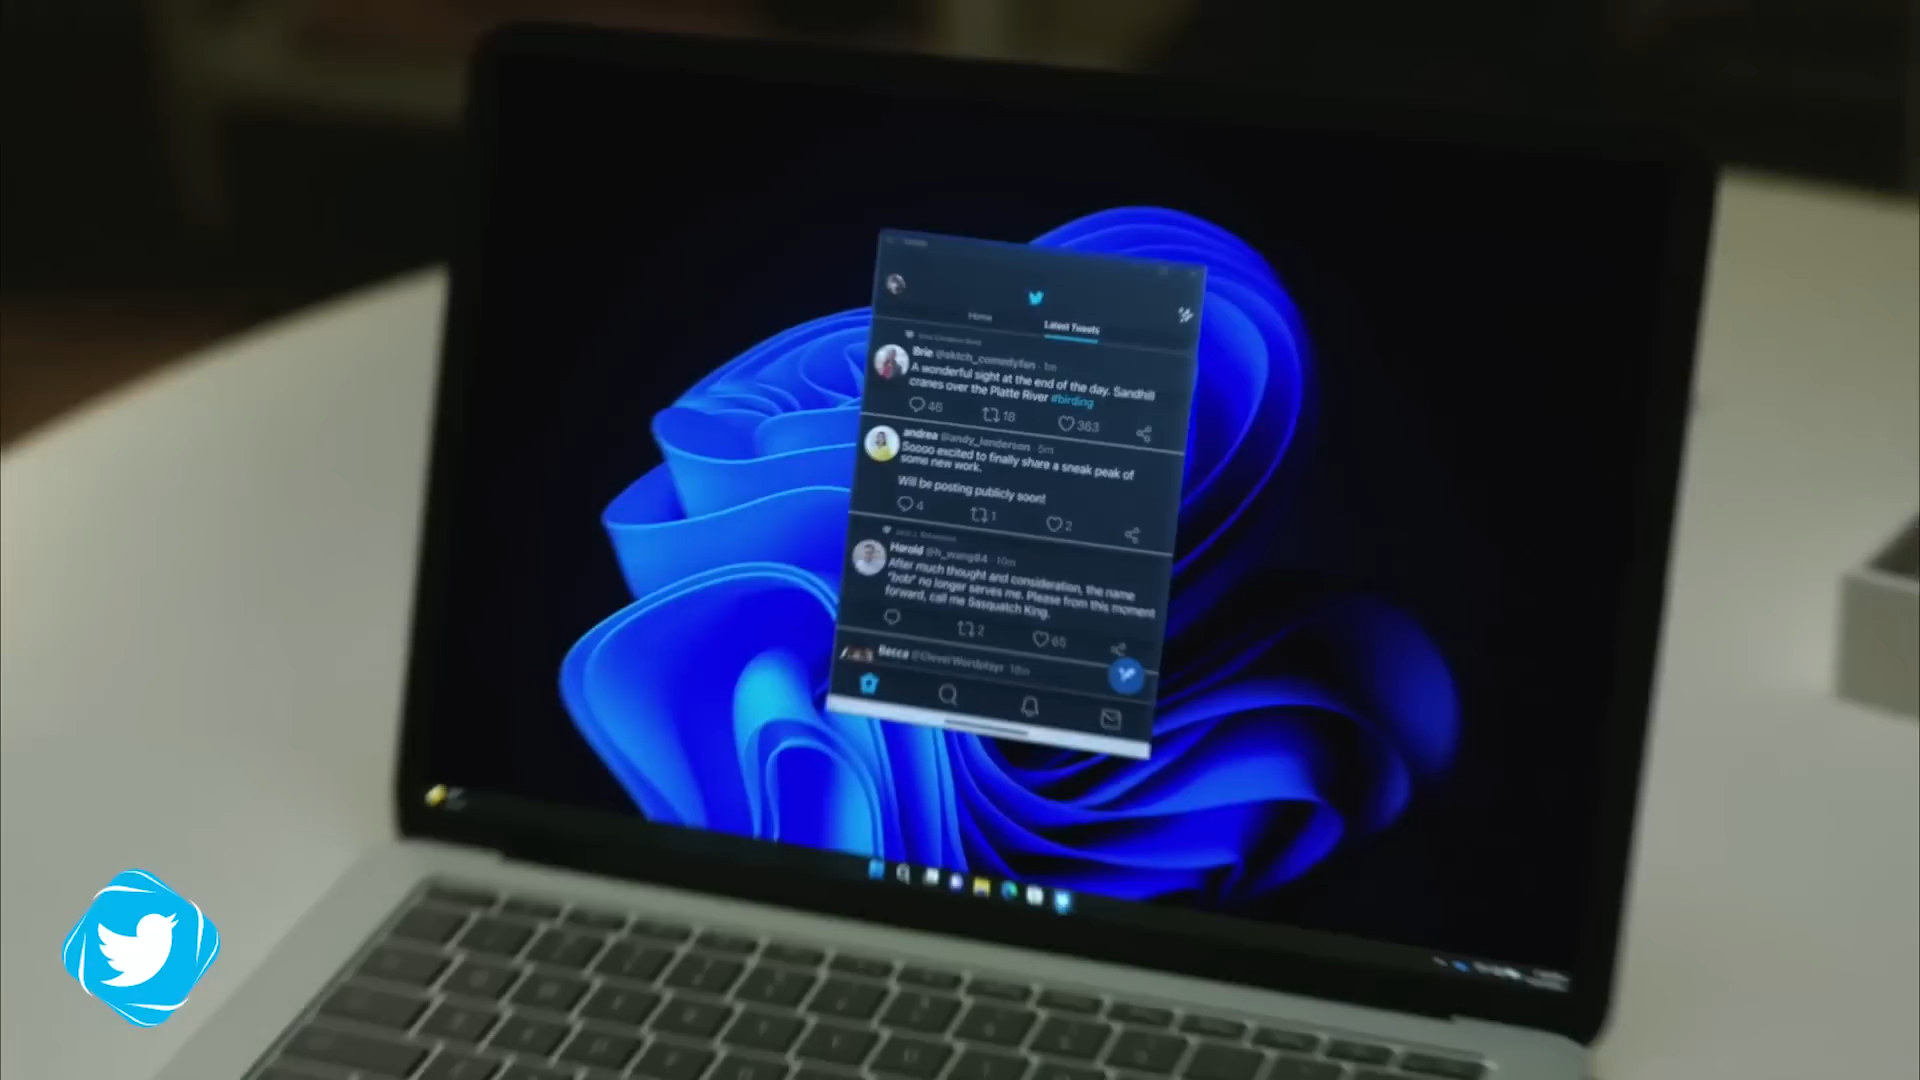 Home
Latest Tweets
Brie @sktch_comedyfan · 1m
A wonderful sight at the end of the day. Sandhill
cranes over the Platte River #birding
46 18 363
andrea @andy_landerson · 5m
Soooo excited to finally share a sneak peak of
some new work.
Will be posting publicly soon!
4 1 2
Harold @h_wang84 · 10m
After much thought and consideration, the name
"bob" no longer serves me. Please from this moment
forward, call me Sasquatch King.
2 65
Becca @CleverWordplayr · 18m